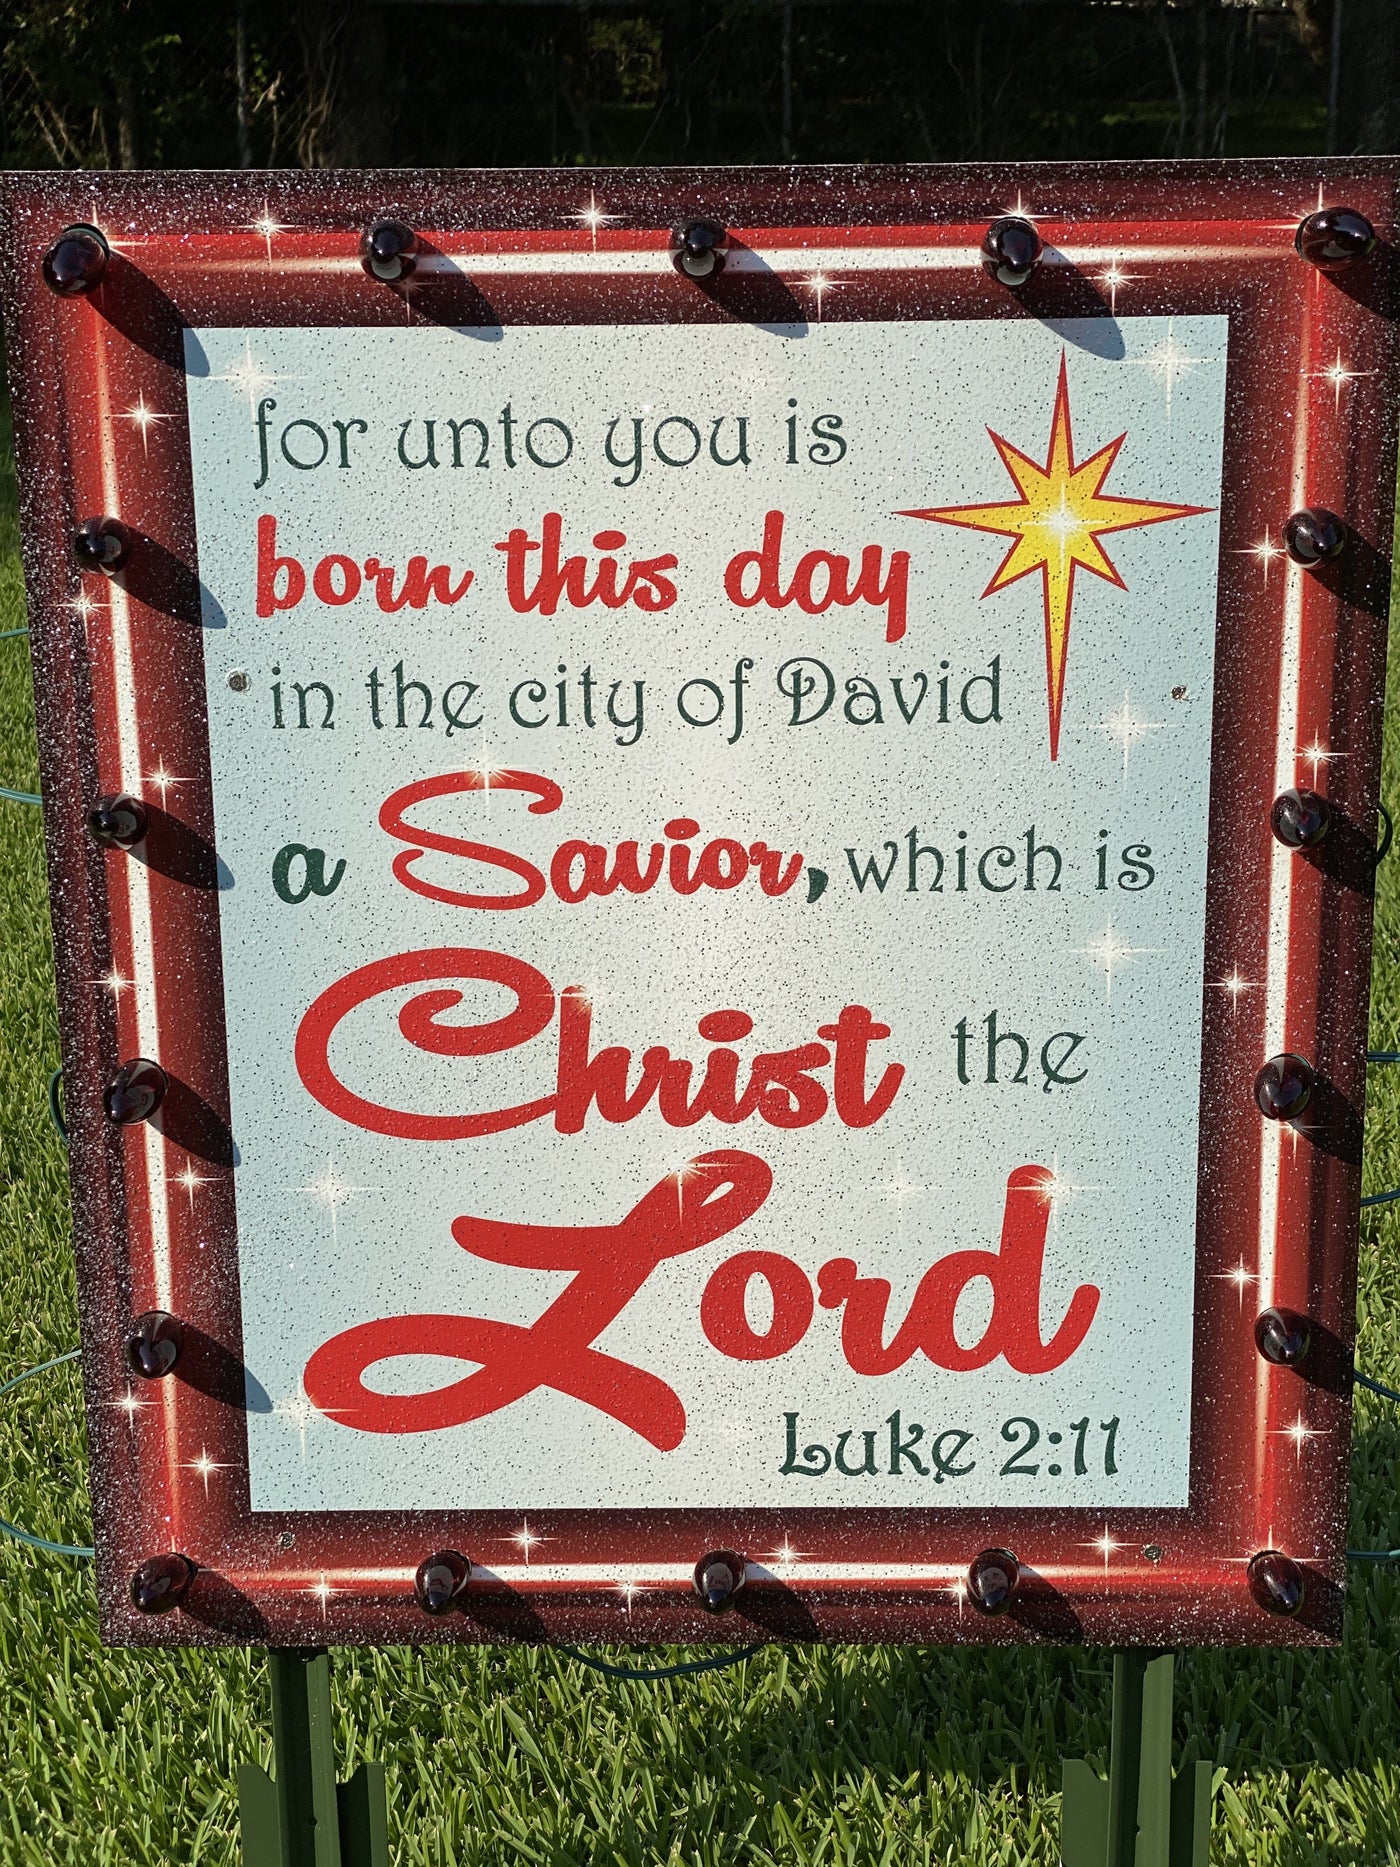 for unto you is
born this day
in the city of David
a Savior, which is
Christ the
Lord
Luke 2:11